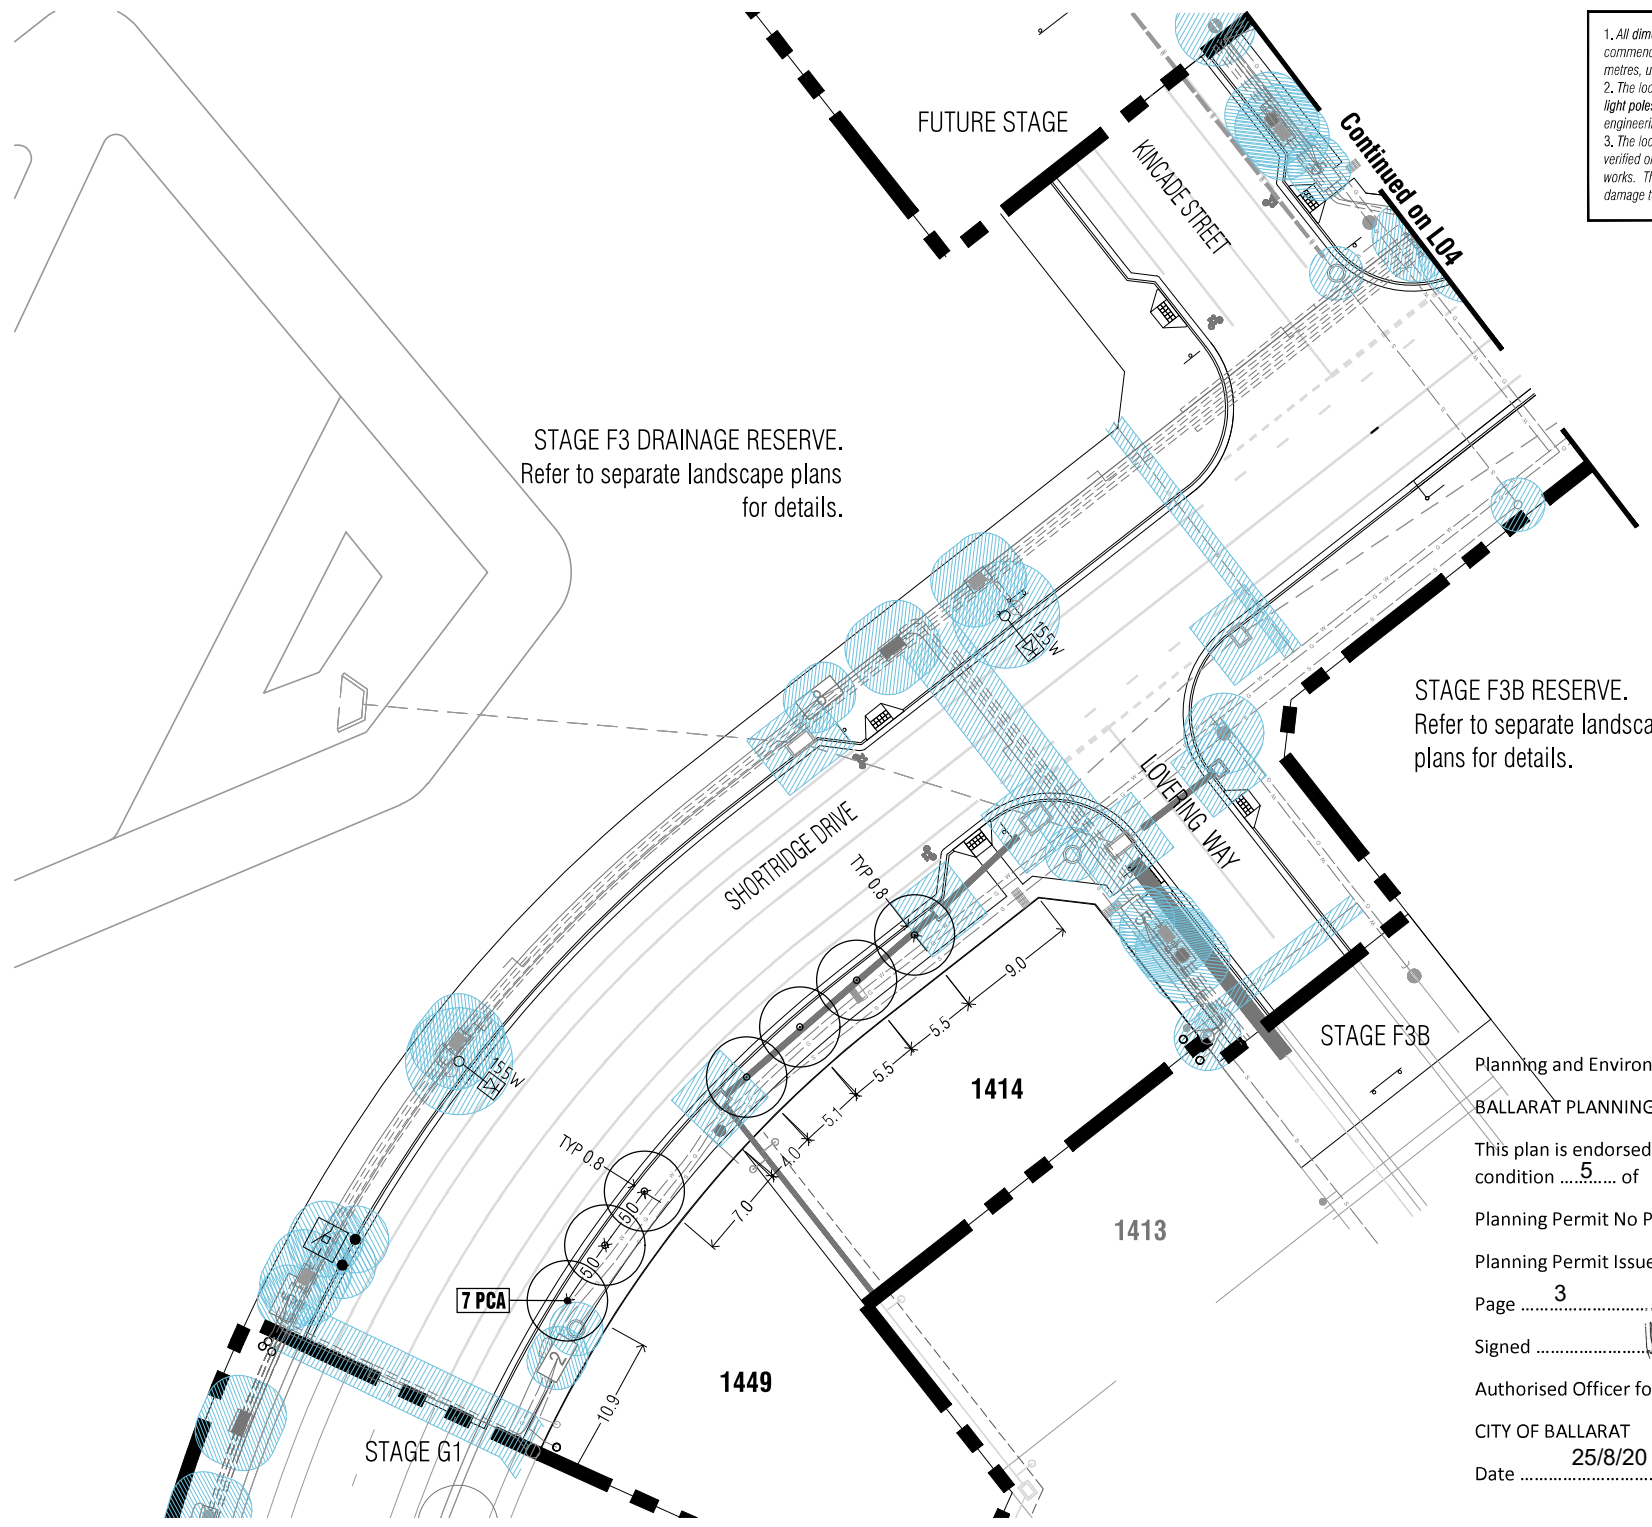 1. All dim
commenc
metres, u
2. The loc
light poles
engineeri
3. The loc
verified o
works. Th
damage t
FUTURE STAGE
KINCADE STREET
Continued on L04
STAGE F3 DRAINAGE RESERVE.
Refer to separate landscape plans
for details.
155W
STAGE F3B RESERVE.
Refer to separate landsca
plans for details.
LOVERING WAY
SHORTRIDGE DRIVE
TYP 0.8
9.0
5.5
5.5
5.1
4.0
7.0
155W
TYP 0.8
5.0
5.0
7 PCA
10.9
1414
1413
1449
STAGE F3B
STAGE G1
Planning and Environ
BALLARAT PLANNING
This plan is endorsed
condition ...5... of
Planning Permit No P
Planning Permit Issue
Page ...3...
Signed ...
Authorised Officer fo
CITY OF BALLARAT
Date ...25/8/20